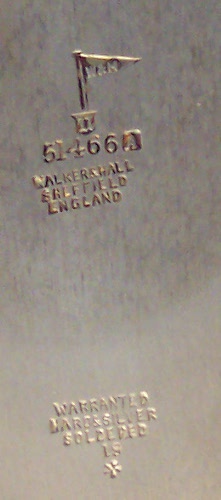 W&H
51466
WALKER&HALL
SHEFFIELD
ENGLAND
WARRANTED
HARD&SILVER
SOLDERED